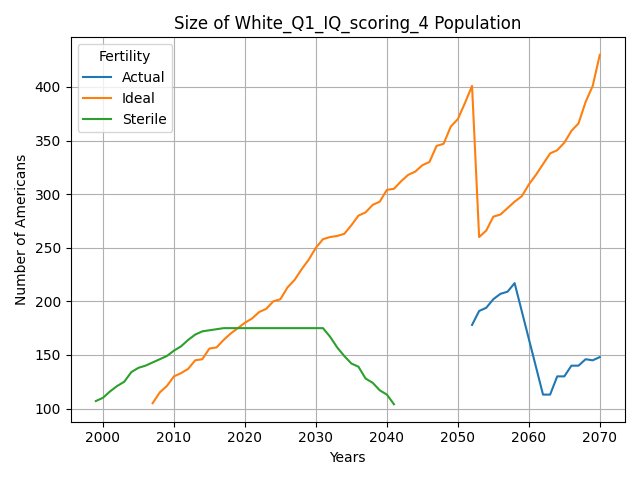 Size of White_Q1_IQ_scoring_4 Population
Fertility
Actual
Ideal
Sterile
Number of Americans
400
350
300
250
200
150
100
2000 2010 2020 2030 2040 2050 2060 2070
Years